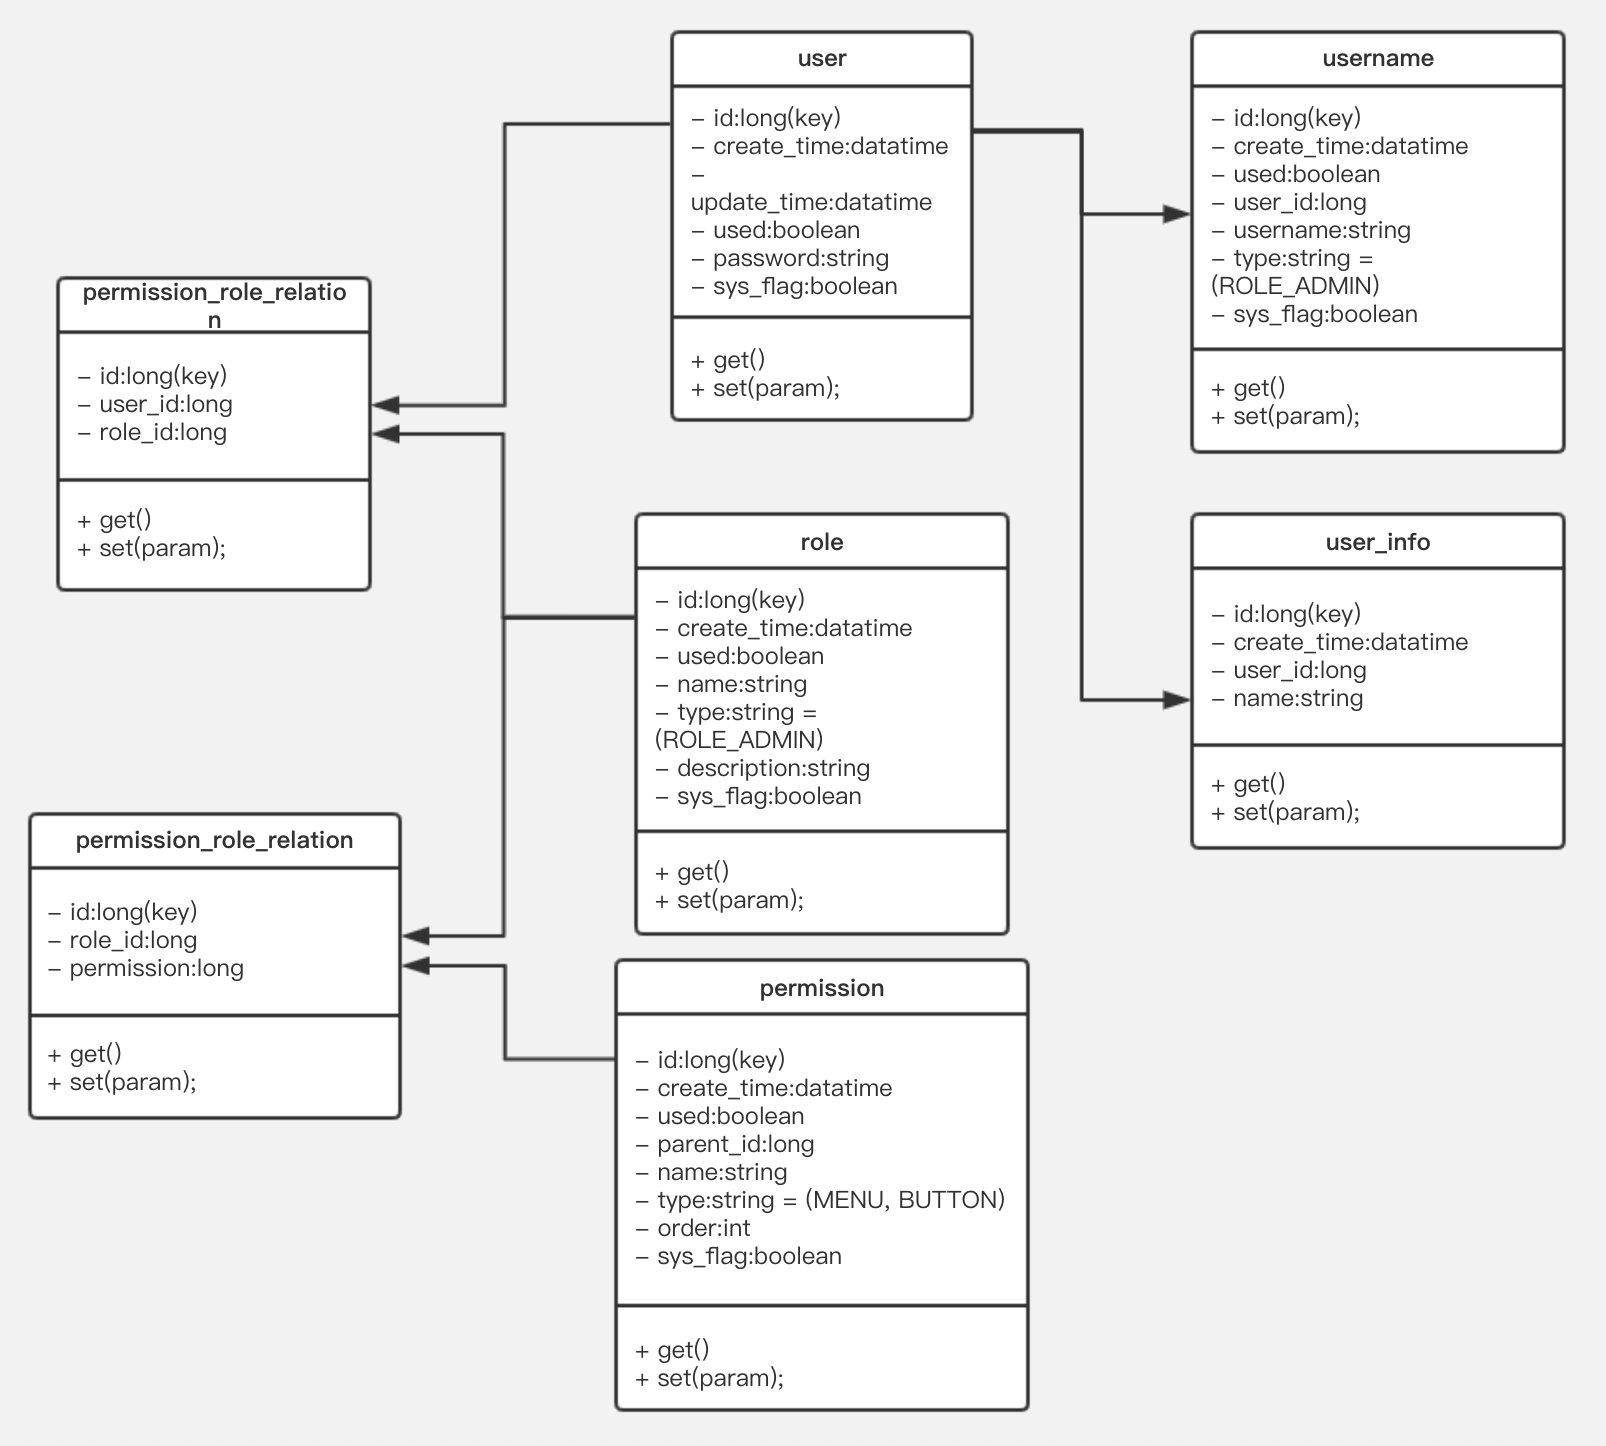 user
– id:long(key)
– create_time:datatime
–
update_time:datatime
– used:boolean
– password:string
– sys_flag:boolean
+ get()
+ set(param);
username
– id:long(key)
– create_time:datatime
– used:boolean
– user_id:long
– username:string
– type:string =
(ROLE_ADMIN)
– sys_flag:boolean
+ get()
+ set(param);
permission_role_relatio
n
– id:long(key)
– user_id:long
– role_id:long
+ get()
+ set(param);
role
– id:long(key)
– create_time:datatime
– used:boolean
– name:string
– type:string =
(ROLE_ADMIN)
– description:string
– sys_flag:boolean
+ get()
+ set(param);
user_info
– id:long(key)
– create_time:datatime
– user_id:long
– name:string
+ get()
+ set(param);
permission_role_relation
– id:long(key)
– role_id:long
– permission:long
+ get()
+ set(param);
permission
– id:long(key)
– create_time:datatime
– used:boolean
– parent_id:long
– name:string
– type:string = (MENU, BUTTON)
– order:int
– sys_flag:boolean
+ get()
+ set(param);